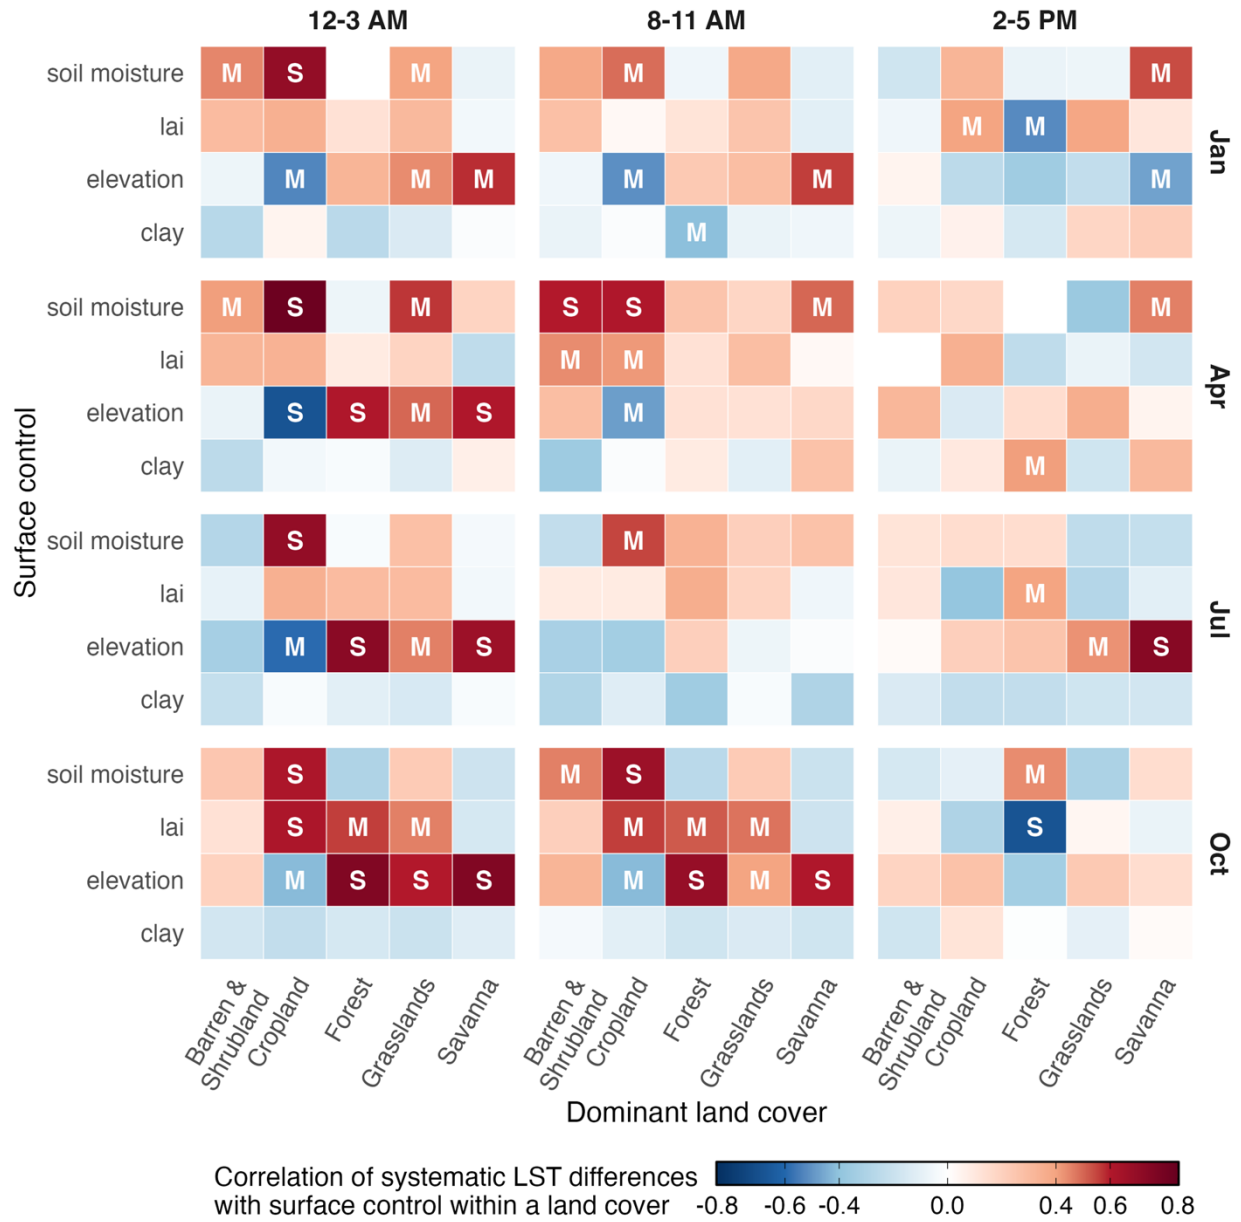 12-3 AM 8-11 AM 2-5 PM
soil moisture M S M M M
lai M M
Jan
elevation M M M M M M
clay M
soil moisture M S M S S M M
lai M M
Apr
elevation S S M S M
clay M
Surface control
soil moisture S M
lai M
Jul
elevation M S M S M S
clay
soil moisture S M S M
lai S M M M M M S
Oct
elevation M S S S M S M S
clay
Barren &
Shrubland
Cropland
Forest
Grasslands
Savanna
Barren &
Shrubland
Cropland
Forest
Grasslands
Savanna
Barren &
Shrubland
Cropland
Forest
Grasslands
Savanna
Dominant land cover
Correlation of systematic LST differences
with surface control within a land cover
-0.8 -0.6 -0.4 0.0 0.4 0.6 0.8